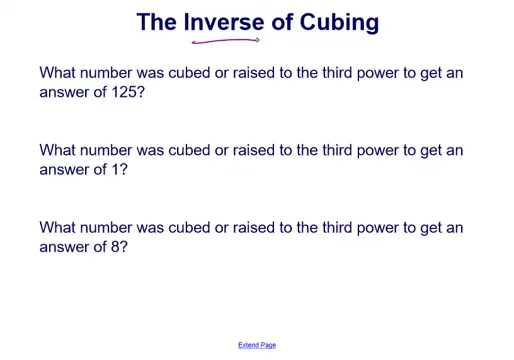 The Inverse of Cubing
What number was cubed or raised to the third power to get an
answer of 125?
What number was cubed or raised to the third power to get an
answer of 1?
What number was cubed or raised to the third power to get an
answer of 8?
Extend Page